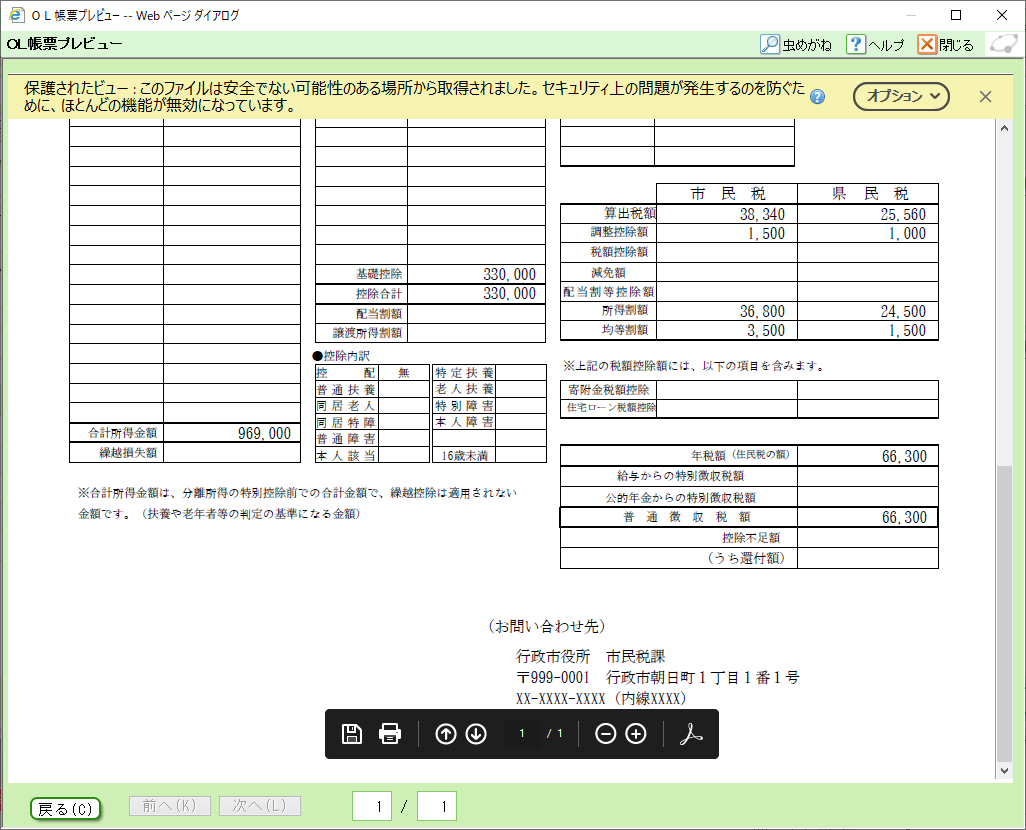 OL帳票プレビュー -- Web ページ ダイアログ
OL帳票プレビュー
虫めがね
ヘルプ
閉じる
保護されたビュー : このファイルは安全でない可能性のある場所から取得されました。セキュリティ上の問題が発生するのを防ぐた
めに、ほとんどの機能が無効になっています。
オプション
合計所得金額 969,000
繰越損失額
基礎控除 330,000
控除合計 330,000
配当割額
譲渡所得割額
●控除内訳
控 配 無 特定扶養
普通扶養 老人扶養
同居老人 特別障害
同居特障 本人障害
普通障害
本人該当 16歳未満
※合計所得金額は、分離所得の特別控除前での合計金額で、繰越控除は適用されない
金額です。（扶養や老年者等の判定の基準になる金額）
市 民 税 県 民 税
算出税額 38,340 25,560
調整控除額 1,500 1,000
税額控除額
減免額
配当割等控除額
所得割額 36,800 24,500
均等割額 3,500 1,500
※上記の税額控除額には、以下の項目を含みます。
寄附金税額控除
住宅ローン税額控除
年税額（住民税の額） 66,300
給与からの特別徴収税額
公的年金からの特別徴収税額
普 通 徴 収 税 額 66,300
控除不足額
（うち還付額）
（お問い合わせ先）
行政市役所 市民税課
〒999-0001 行政市朝日町１丁目１番１号
XX-XXXX-XXXX（内線XXXX）
1 / 1
戻る(C)
前へ(K)
次へ(L)
1 / 1